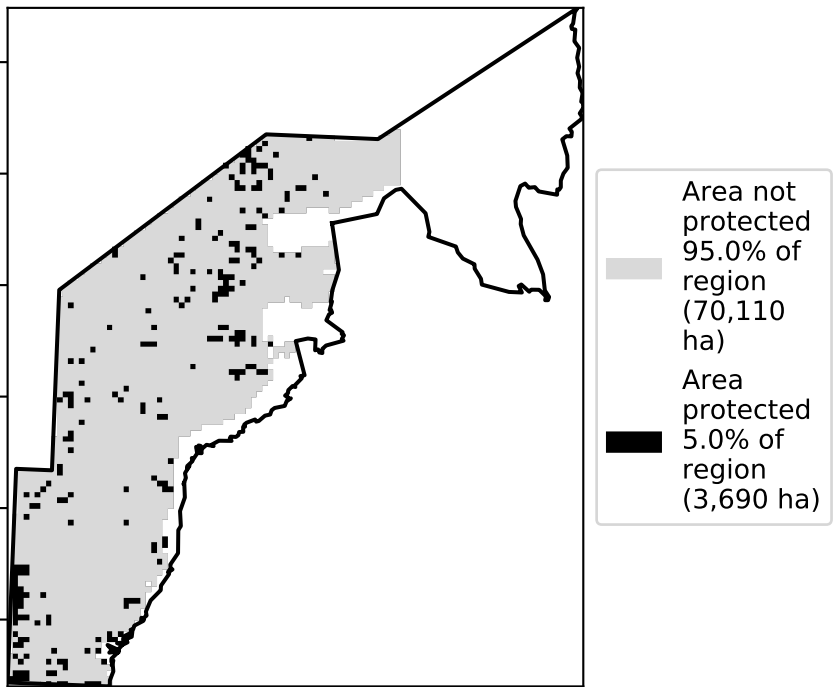 Area not
protected
95.0% of
region
(70,110
ha)
Area
protected
5.0% of
region
(3,690 ha)